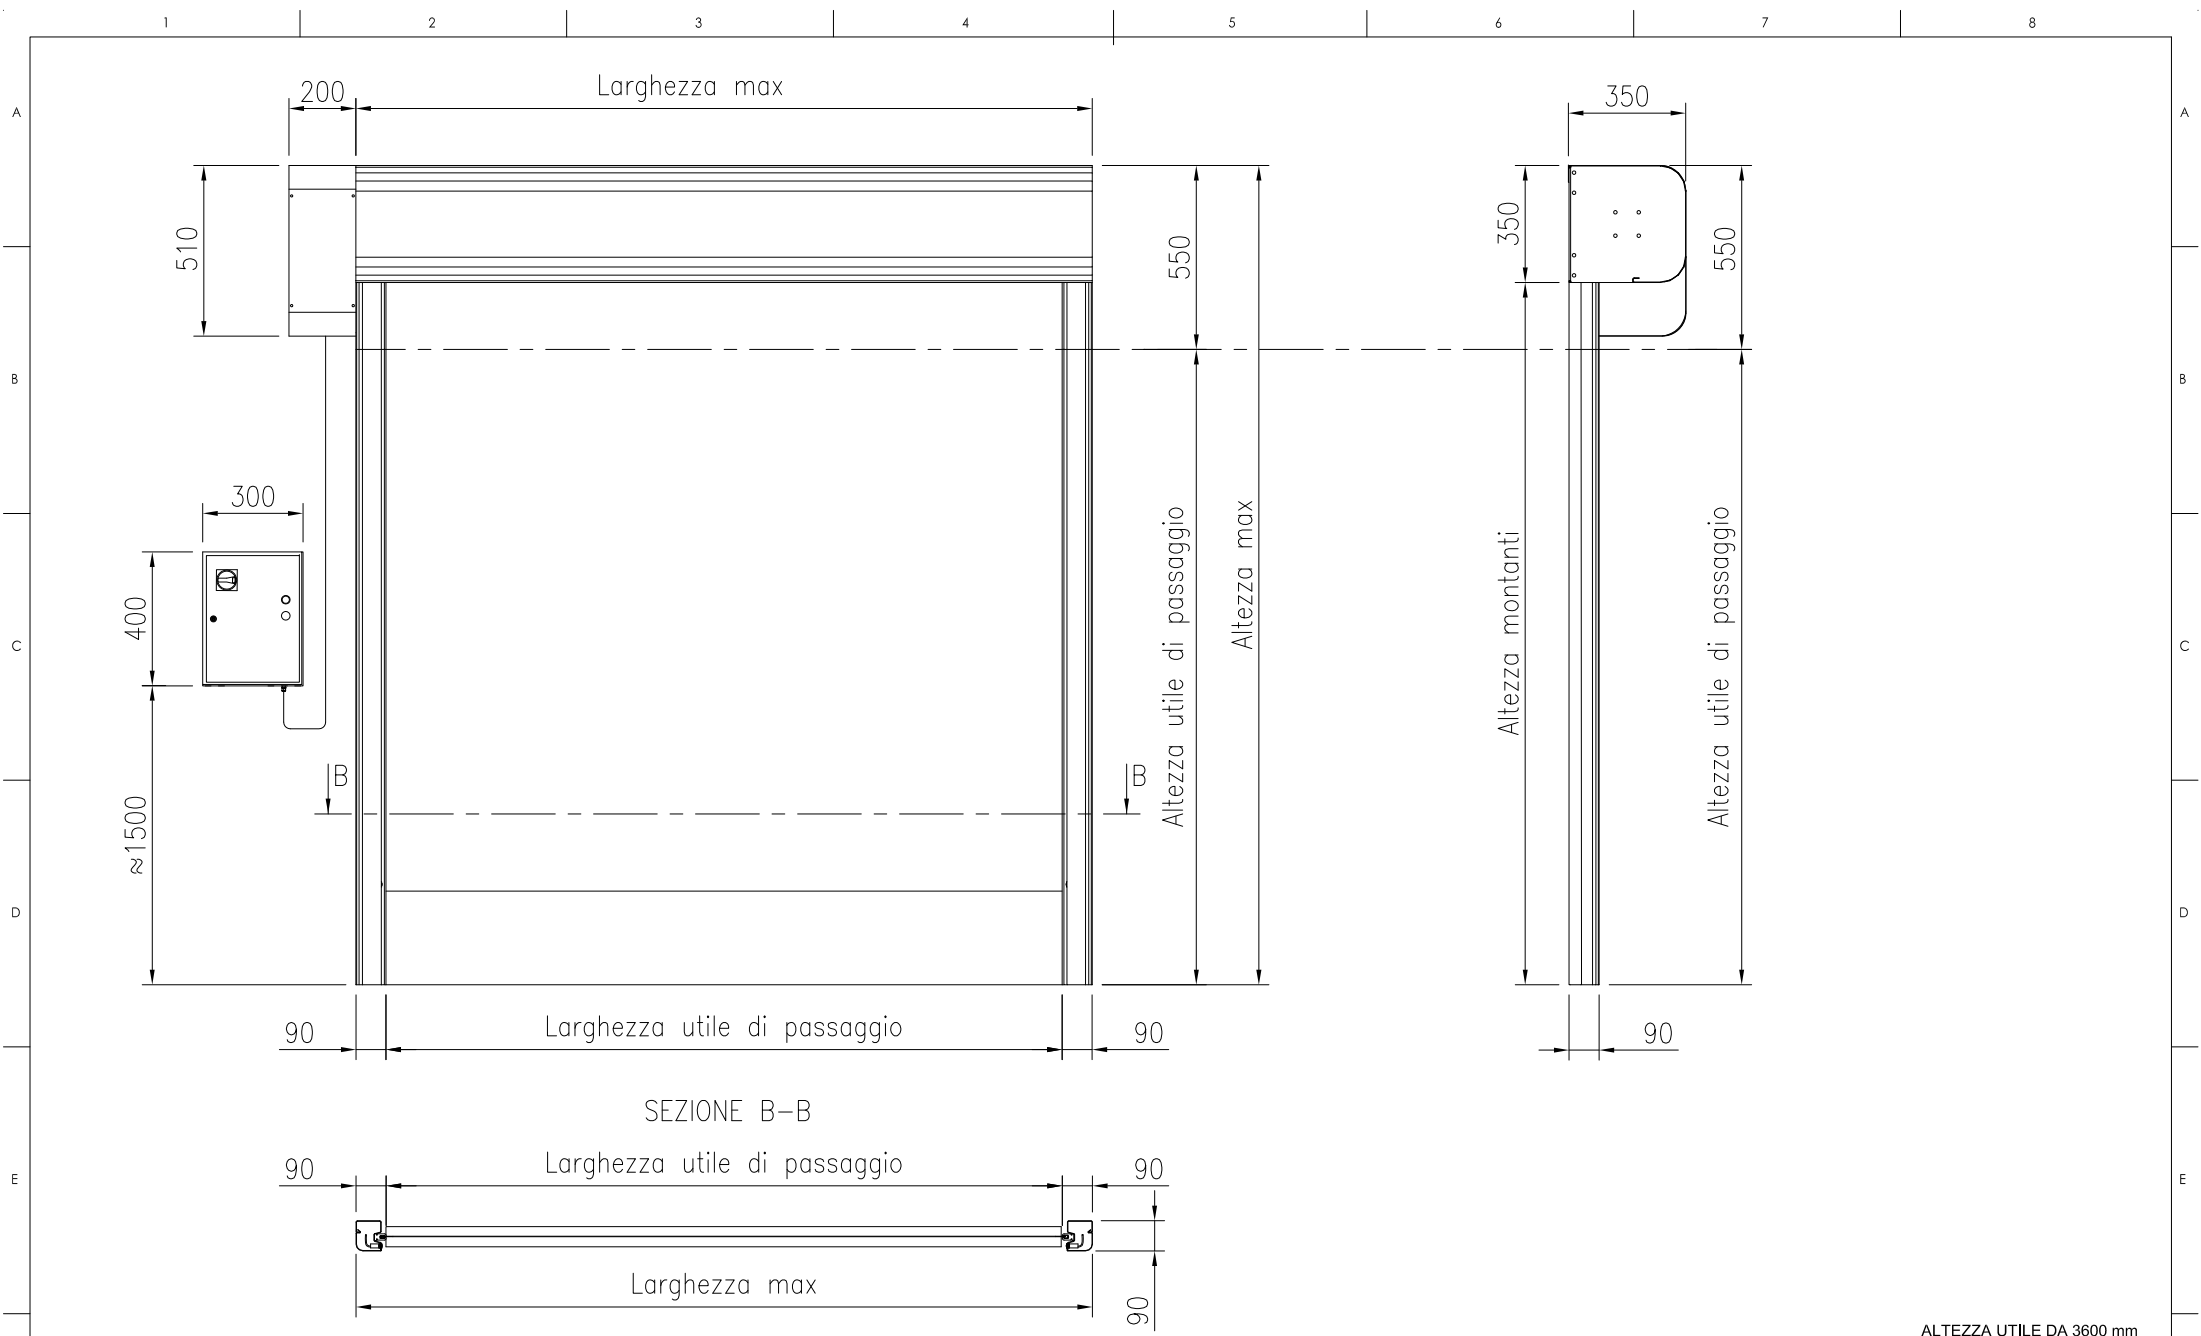 1 2 3 4 5 6 7 8
A A
200 Larghezza max 350
510 550 350 550
B B
300
400
C C
Altezza utile di passaggio
Altezza max
Altezza montanti
Altezza utile di passaggio
B B
≈1500
D D
90 Larghezza utile di passaggio 90 90
SEZIONE B-B
90 Larghezza utile di passaggio 90
E E
Larghezza max
90
ALTEZZA UTILE DA 3600 mm